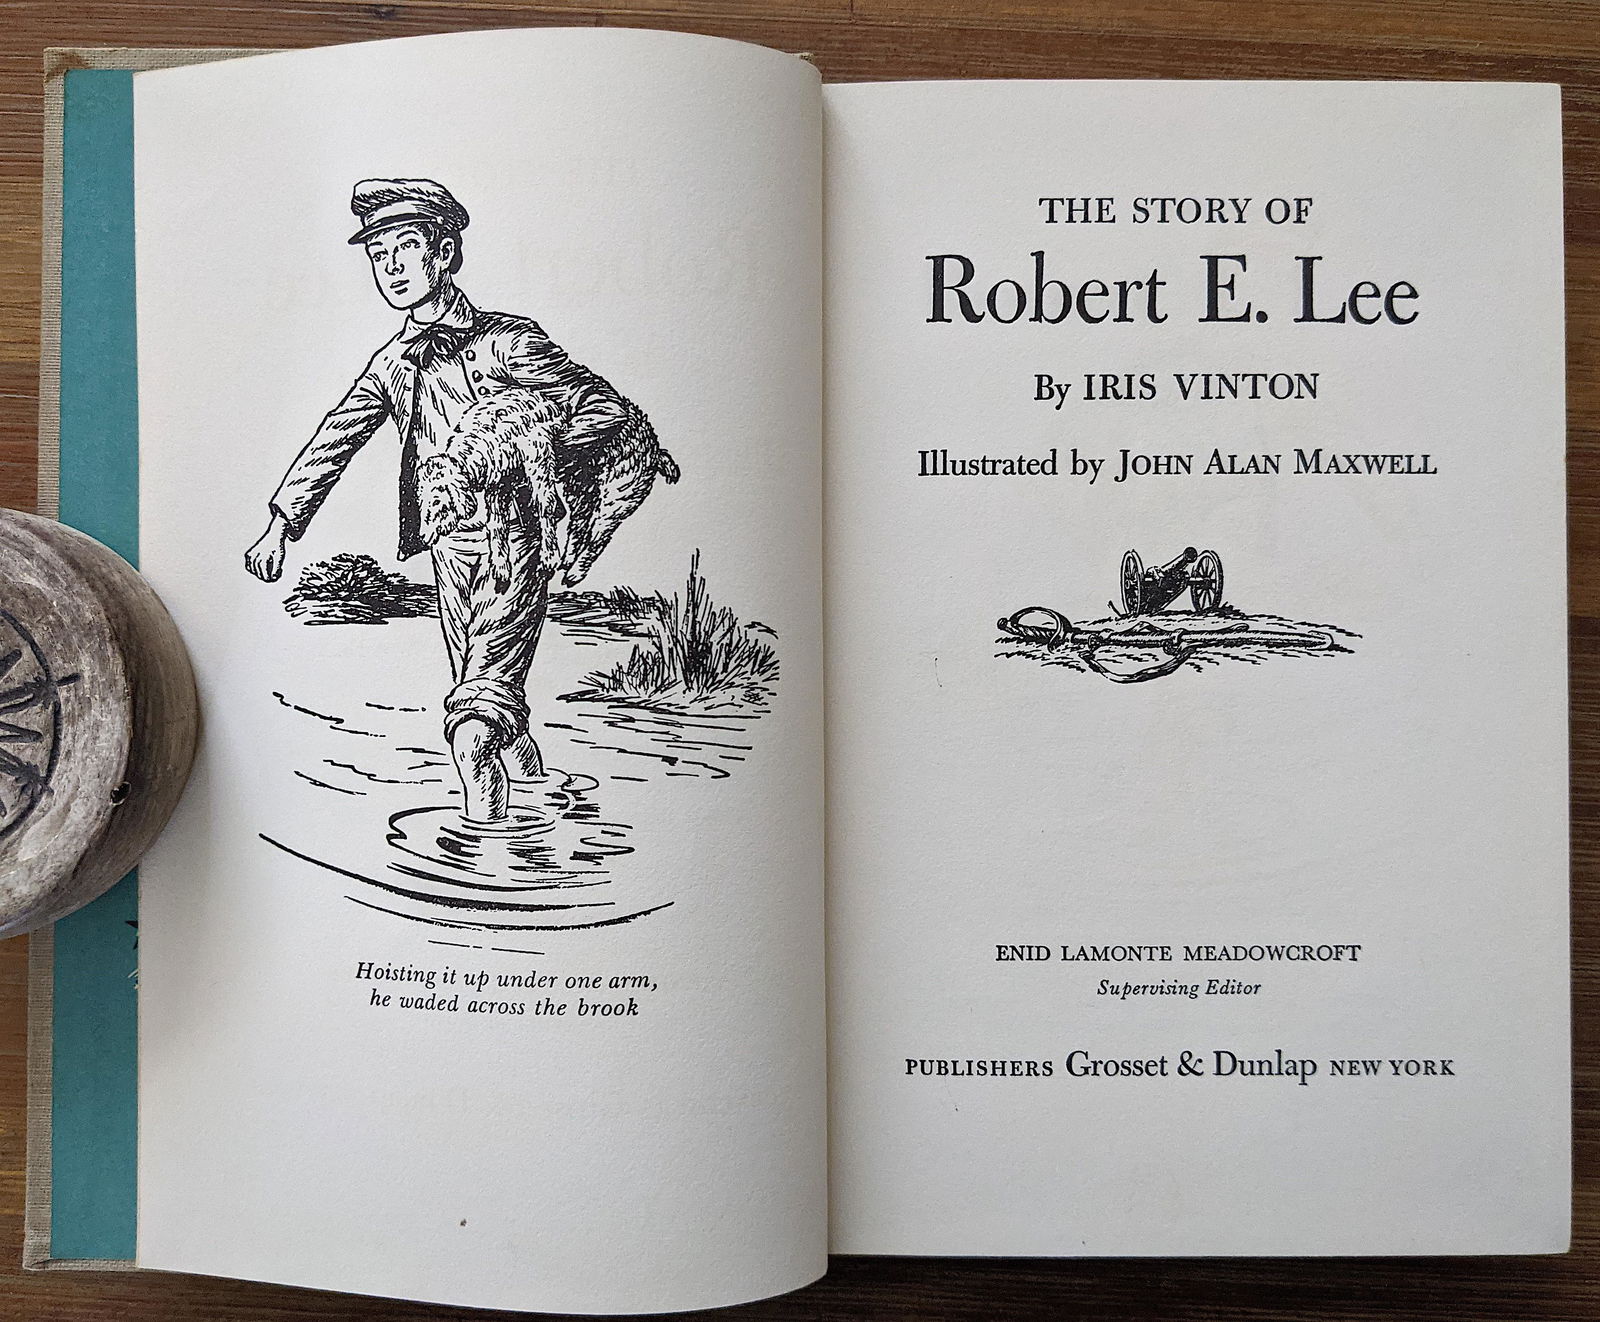 Hoisting it up under one arm,
he waded across the brook
THE STORY OF
Robert E. Lee
By IRIS VINTON
Illustrated by JOHN ALAN MAXWELL
ENID LAMONTE MEADOWCROFT
Supervising Editor
PUBLISHERS Grosset & Dunlap NEW YORK